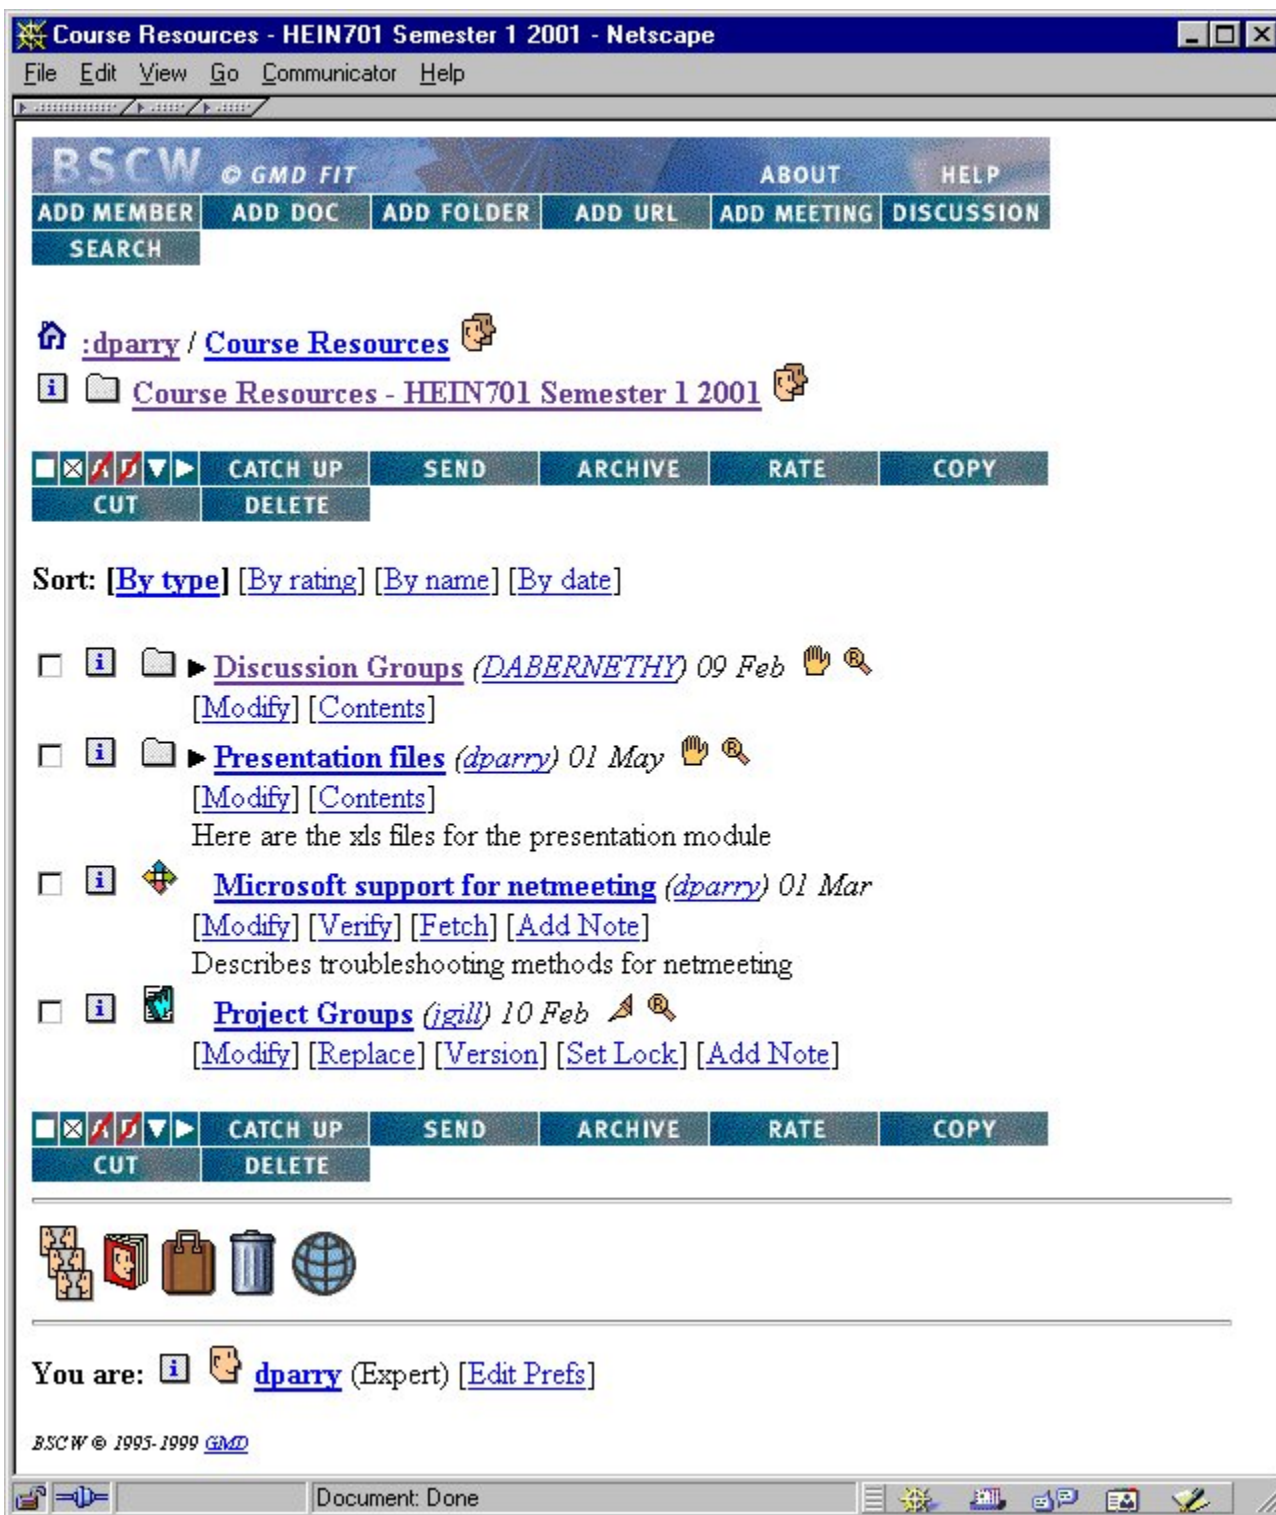 Course Resources - HEIN701 Semester 1 2001 - Netscape
File Edit View Go Communicator Help
BSCW © GMD FIT ABOUT HELP
ADD MEMBER ADD DOC ADD FOLDER ADD URL ADD MEETING DISCUSSION
SEARCH
:dparry / Course Resources
Course Resources - HEIN701 Semester 1 2001
A D CATCH UP SEND ARCHIVE RATE COPY
CUT DELETE
Sort: [By type] [By rating] [By name] [By date]
Discussion Groups (DABERNETHY) 09 Feb
[Modify] [Contents]
Presentation files (dparry) 01 May
[Modify] [Contents]
Here are the xls files for the presentation module
Microsoft support for netmeeting (dparry) 01 Mar
[Modify] [Verify] [Fetch] [Add Note]
Describes troubleshooting methods for netmeeting
Project Groups (jgill) 10 Feb
[Modify] [Replace] [Version] [Set Lock] [Add Note]
A D CATCH UP SEND ARCHIVE RATE COPY
CUT DELETE
You are: dparry (Expert) [Edit Prefs]
BSCW © 1995-1999 GMD
Document: Done